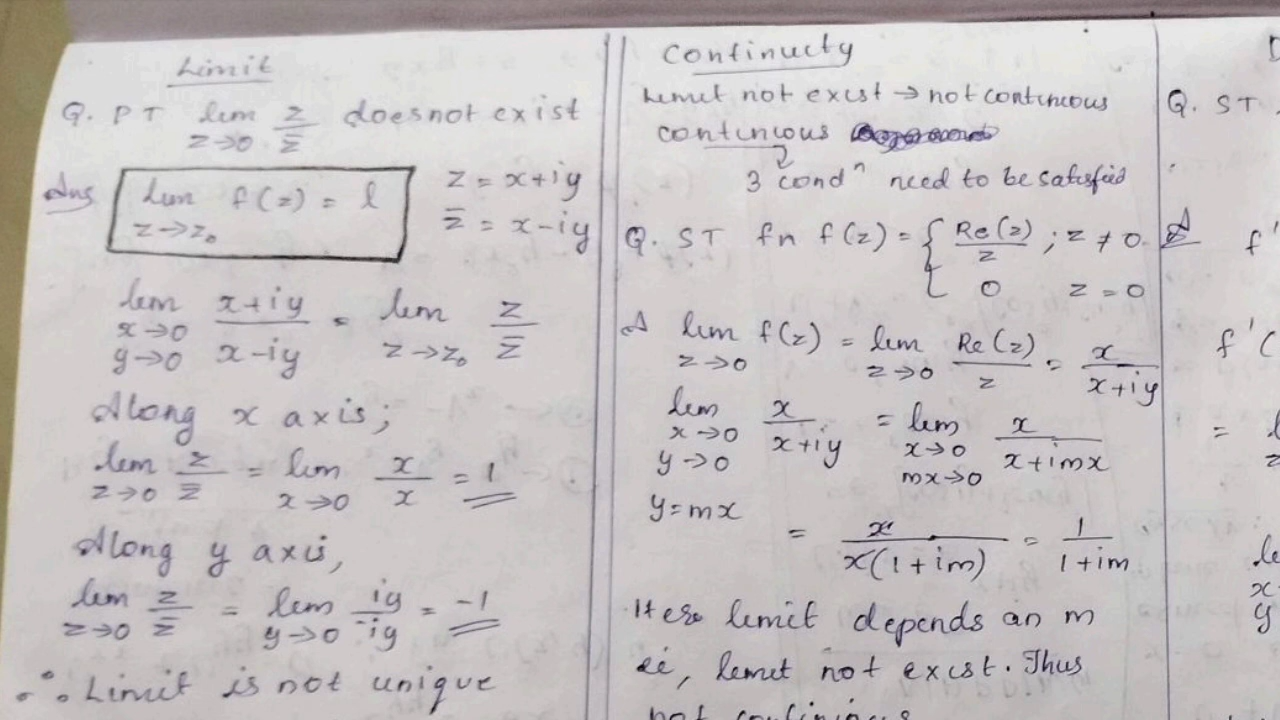 Limit
Q. PT lim z/z̅ does not exist
z→0
Ans lim f(z) = l
z→z₀
z = x+iy
z̅ = x-iy
lim x+iy/x-iy = lim z/z̅
x→0 z→z₀
y→0
Along x axis;
lim z/z̅ = lim x/x = 1
z→0 x→0
Along y axis,
lim z/z̅ = lim iy/-iy = -1
z→0 y→0
∴ Limit is not unique
Continuity
Limit not exist → not continuous
continuous
3 condⁿ need to be satisfied
Q. ST fn f(z) = { Re(z)/z ; z ≠ 0
0 z = 0
A lim f(z) = lim Re(z)/z = x/x+iy
z→0 z→0
lim x/x+iy = lim x/x+imx
x→0 x→0
y→0 mx→0
y=mx
= x/x(1+im) = 1/1+im
Here limit depends on m
ie, limit not exist. Thus
not continious
Q. ST
f'
f'(
=
x
y